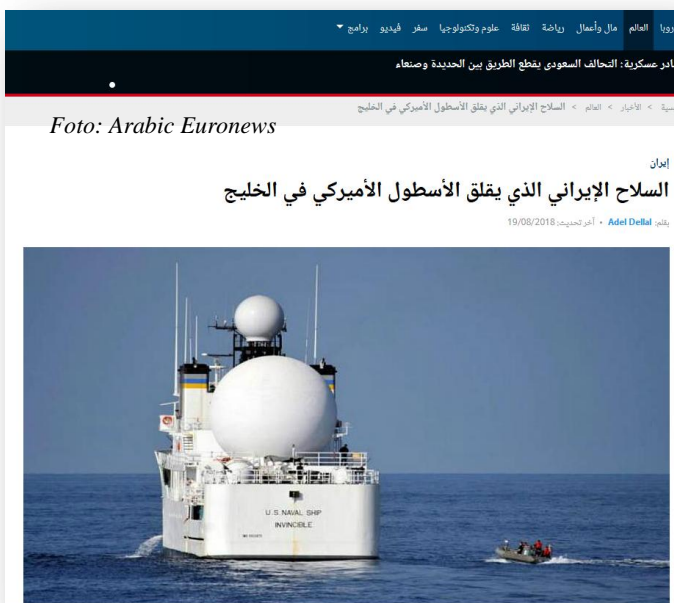 روبا العالم مال وأعمال رياضة ثقافة علوم وتكنولوجيا سفر فيديو برامج
ادر عسكرية: التحالف السعودي يقطع الطريق بين الحديدة وصنعاء
سية > الأخبار > العالم > السلاح الإيراني الذي يقلق الأسطول الأميركي في الخليج
Foto: Arabic Euronews
إيران
السلاح الإيراني الذي يقلق الأسطول الأميركي في الخليج
بقلم: Adel Dellal • آخر تحديث: 19/08/2018
U.S. NAVAL SHIP
INVINCIBLE